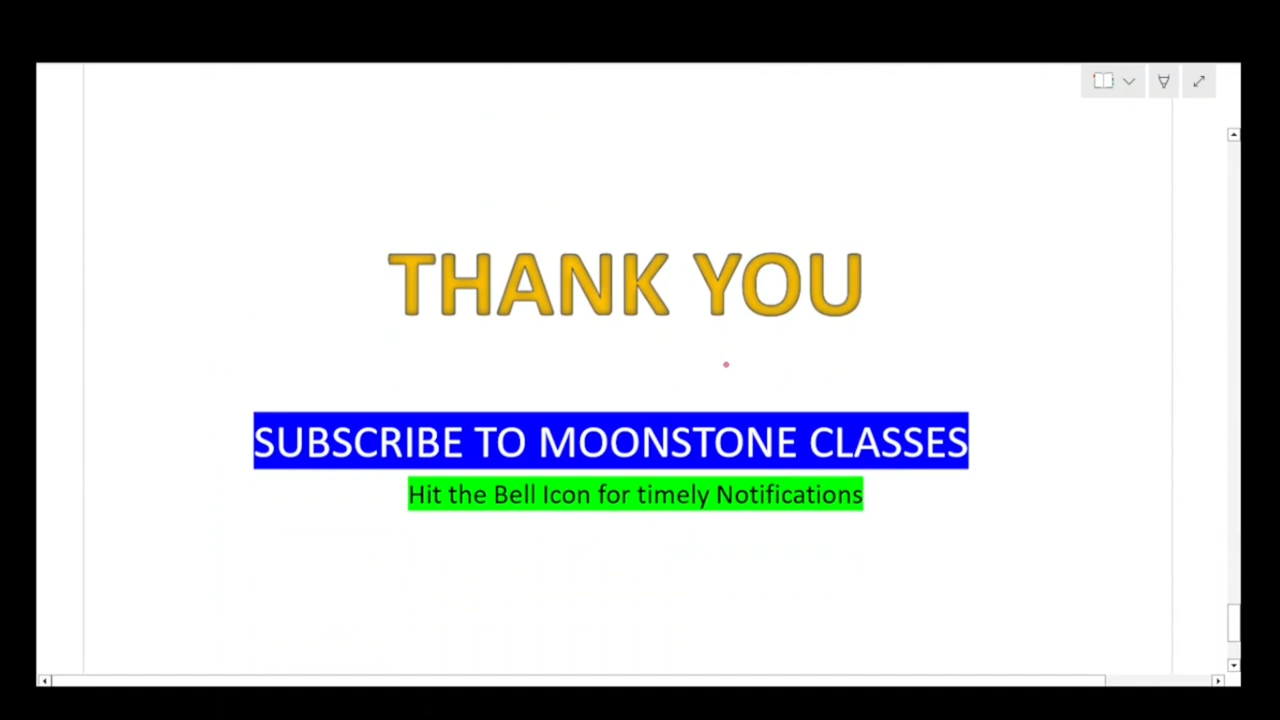 THANK YOU
SUBSCRIBE TO MOONSTONE CLASSES
Hit the Bell Icon for timely Notifications